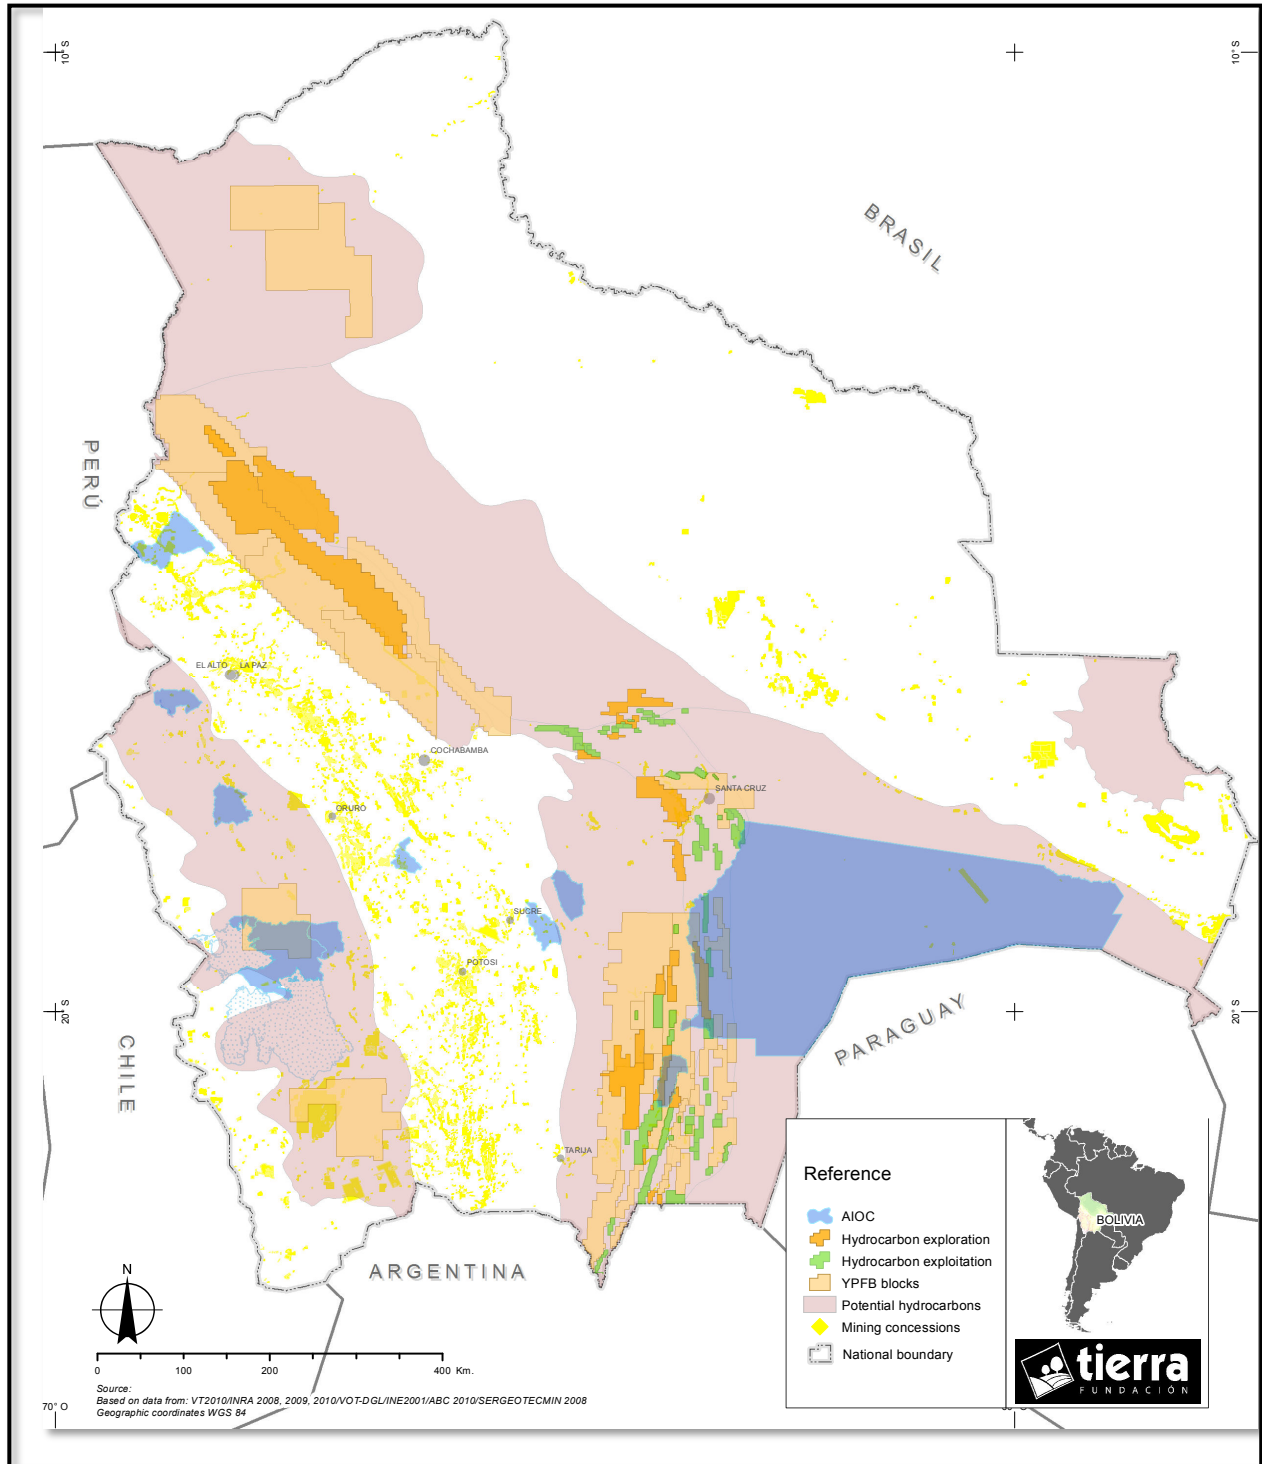 10° S
10° S
BRASIL
PERÚ
EL ALTO
LA PAZ
COCHABAMBA
SANTA CRUZ
ORURO
SUCRE
POTOSI
20° S
20° S
PARAGUAY
CHILE
TARIJA
ARGENTINA
Reference
AIOC
Hydrocarbon exploration
Hydrocarbon exploitation
YPFB blocks
Potential hydrocarbons
Mining concessions
National boundary
BOLIVIA
tierra
FUNDACIÓN
N
0 100 200 400 Km.
Source:
Based on data from: VT2010/INRA 2008, 2009, 2010/VOT-DGL/INE2001/ABC 2010/SERGEOTECMIN 2008
Geographic coordinates WGS 84
70° O